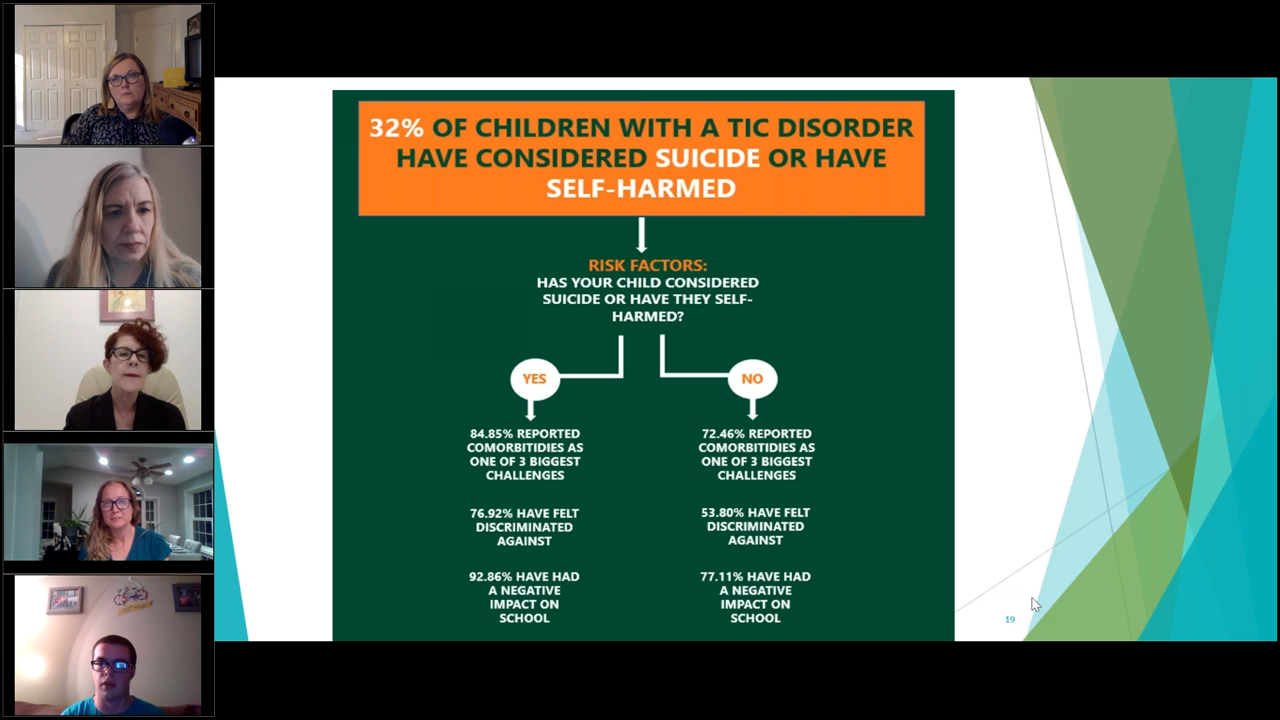 32% OF CHILDREN WITH A TIC DISORDER
HAVE CONSIDERED SUICIDE OR HAVE
SELF-HARMED
RISK FACTORS:
HAS YOUR CHILD CONSIDERED
SUICIDE OR HAVE THEY SELF-
HARMED?
YES
NO
84.85% REPORTED
COMORBITIDIES AS
ONE OF 3 BIGGEST
CHALLENGES
76.92% HAVE FELT
DISCRIMINATED
AGAINST
92.86% HAVE HAD
A NEGATIVE
IMPACT ON
SCHOOL
72.46% REPORTED
COMORBITIDIES AS
ONE OF 3 BIGGEST
CHALLENGES
53.80% HAVE FELT
DISCRIMINATED
AGAINST
77.11% HAVE HAD
A NEGATIVE
IMPACT ON
SCHOOL
19